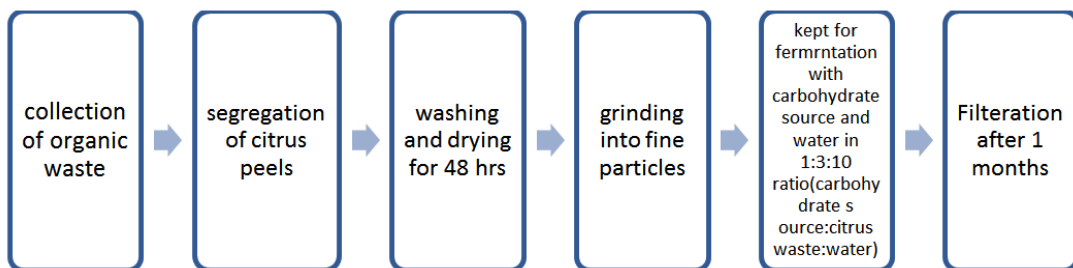 collection
of organic
waste
segregation
of citrus
peels
washing
and drying
for 48 hrs
grinding
into fine
particles
kept for
fermrntation
with
carbohydrate
source and
water in
1:3:10
ratio(carbohy
drate s
ource:citrus
waste:water)
Filteration
after 1
months